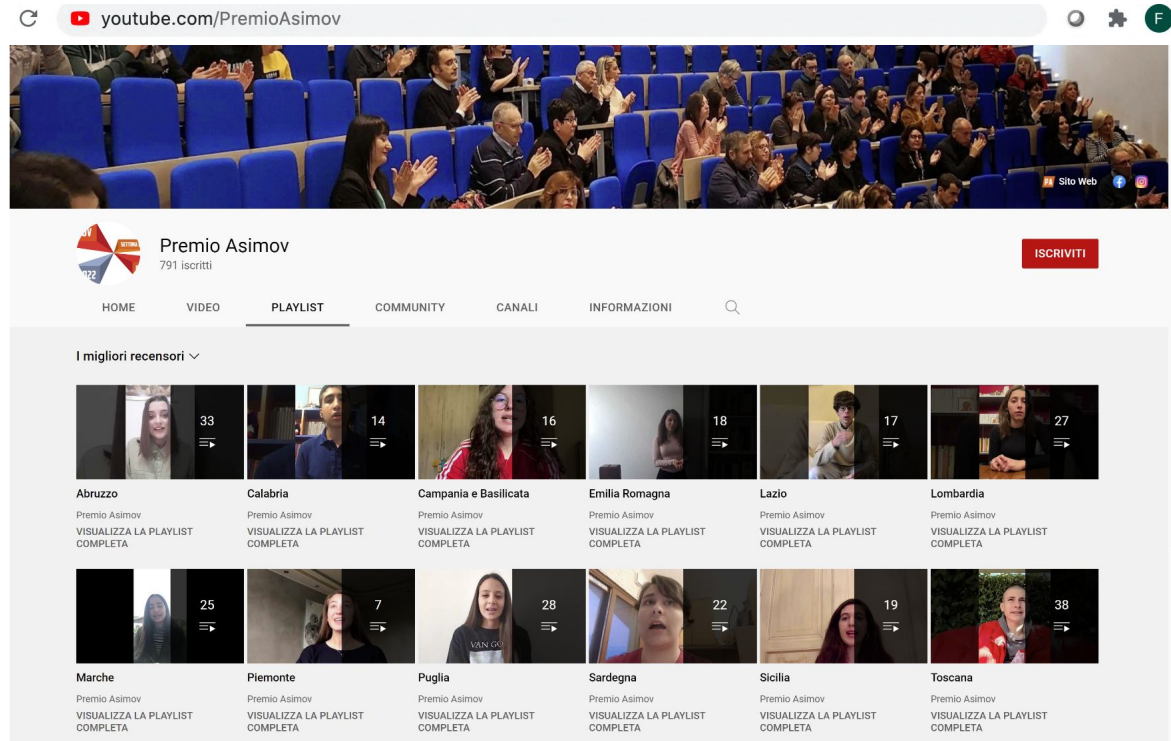 youtube.com/PremioAsimov
F
PA Sito Web
OV
SETTIMA
2022
Premio Asimov
791 iscritti
ISCRIVITI
HOME VIDEO PLAYLIST COMMUNITY CANALI INFORMAZIONI
I migliori recensori
33 14 16 18 17 27
Abruzzo Calabria Campania e Basilicata Emilia Romagna Lazio Lombardia
Premio Asimov Premio Asimov Premio Asimov Premio Asimov Premio Asimov Premio Asimov
VISUALIZZA LA PLAYLIST VISUALIZZA LA PLAYLIST VISUALIZZA LA PLAYLIST VISUALIZZA LA PLAYLIST VISUALIZZA LA PLAYLIST VISUALIZZA LA PLAYLIST
COMPLETA COMPLETA COMPLETA COMPLETA COMPLETA COMPLETA
25 7 28 22 19 38
VAN GO
Marche Piemonte Puglia Sardegna Sicilia Toscana
Premio Asimov Premio Asimov Premio Asimov Premio Asimov Premio Asimov Premio Asimov
VISUALIZZA LA PLAYLIST VISUALIZZA LA PLAYLIST VISUALIZZA LA PLAYLIST VISUALIZZA LA PLAYLIST VISUALIZZA LA PLAYLIST VISUALIZZA LA PLAYLIST
COMPLETA COMPLETA COMPLETA COMPLETA COMPLETA COMPLETA